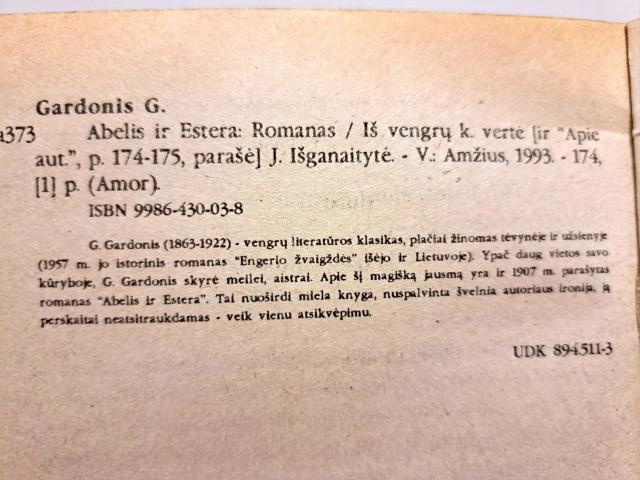 Gardonis G.
a373 Abelis ir Estera: Romanas / Iš vengrų k. vertė [ir "Apie
aut.", p. 174-175, parašė] J. Išganaitytė. - V.: Amžius, 1993. - 174,
[1] p. (Amor).
ISBN 9986-430-03-8
G. Gardonis (1863-1922) - vengrų literatūros klasikas, plačiai žinomas tėvynėje ir užsienyje
(1957 m. jo istorinis romanas "Engerio žvaigždės" išėjo ir Lietuvoje). Ypač daug vietos savo
kūryboje, G. Gardonis skyrė meilei, aistrai. Apie šį magišką jausmą yra ir 1907 m. parašytas
romanas "Abelis ir Estera". Tai nuoširdi miela knyga, nuspalvinta švelnia autoriaus ironija, ją
perskaitai neatsitraukdamas - veik vienu atsikvėpimu.
UDK 894.511-3